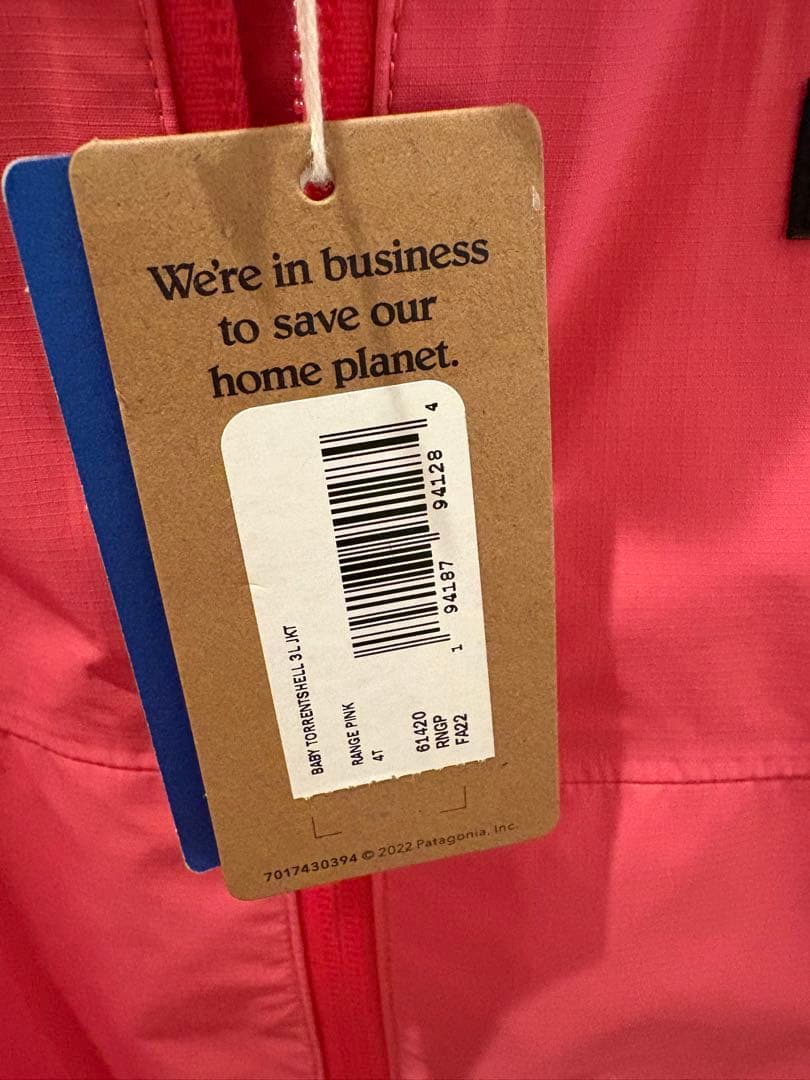 We're in business
to save our
home planet.
BABY TORRENTSHELL 3L JKT
RANGE PINK
4T
61420
RNGP
FA22
1 94187 94128 4
7017430394 © 2022 Patagonia, Inc.